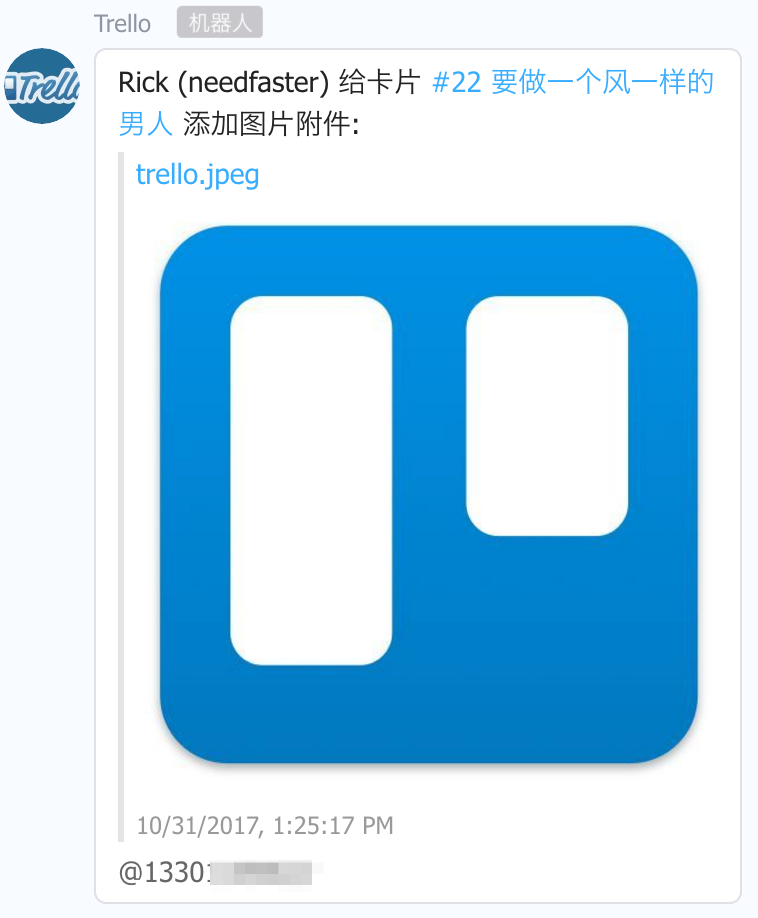 Trello 机器人
Trello
Rick (needfaster) 给卡片 #22 要做一个风一样的
男人 添加图片附件:
trello.jpeg
10/31/2017, 1:25:17 PM
@1330